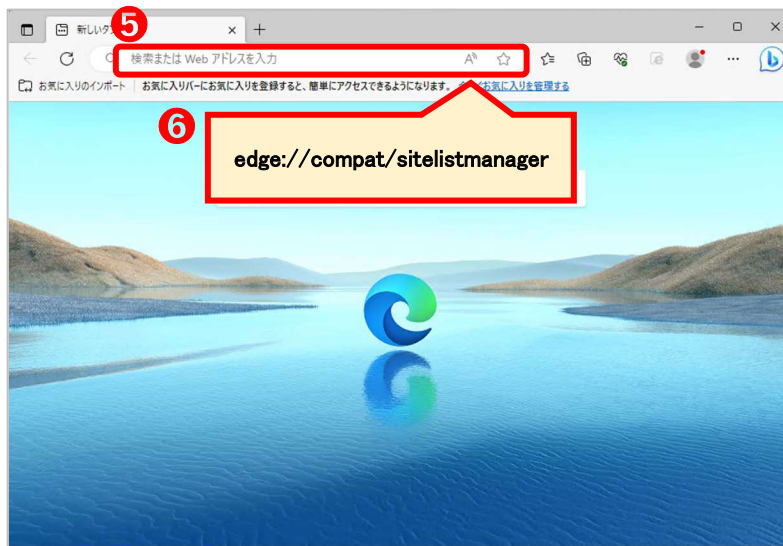 ❺
新しいタ
検索または Web アドレスを入力
お気に入りのインポート
お気に入りバーにお気に入りを登録すると、簡単にアクセスできるようになります。
お気に入りを管理する
❻
edge://compat/sitelistmanager